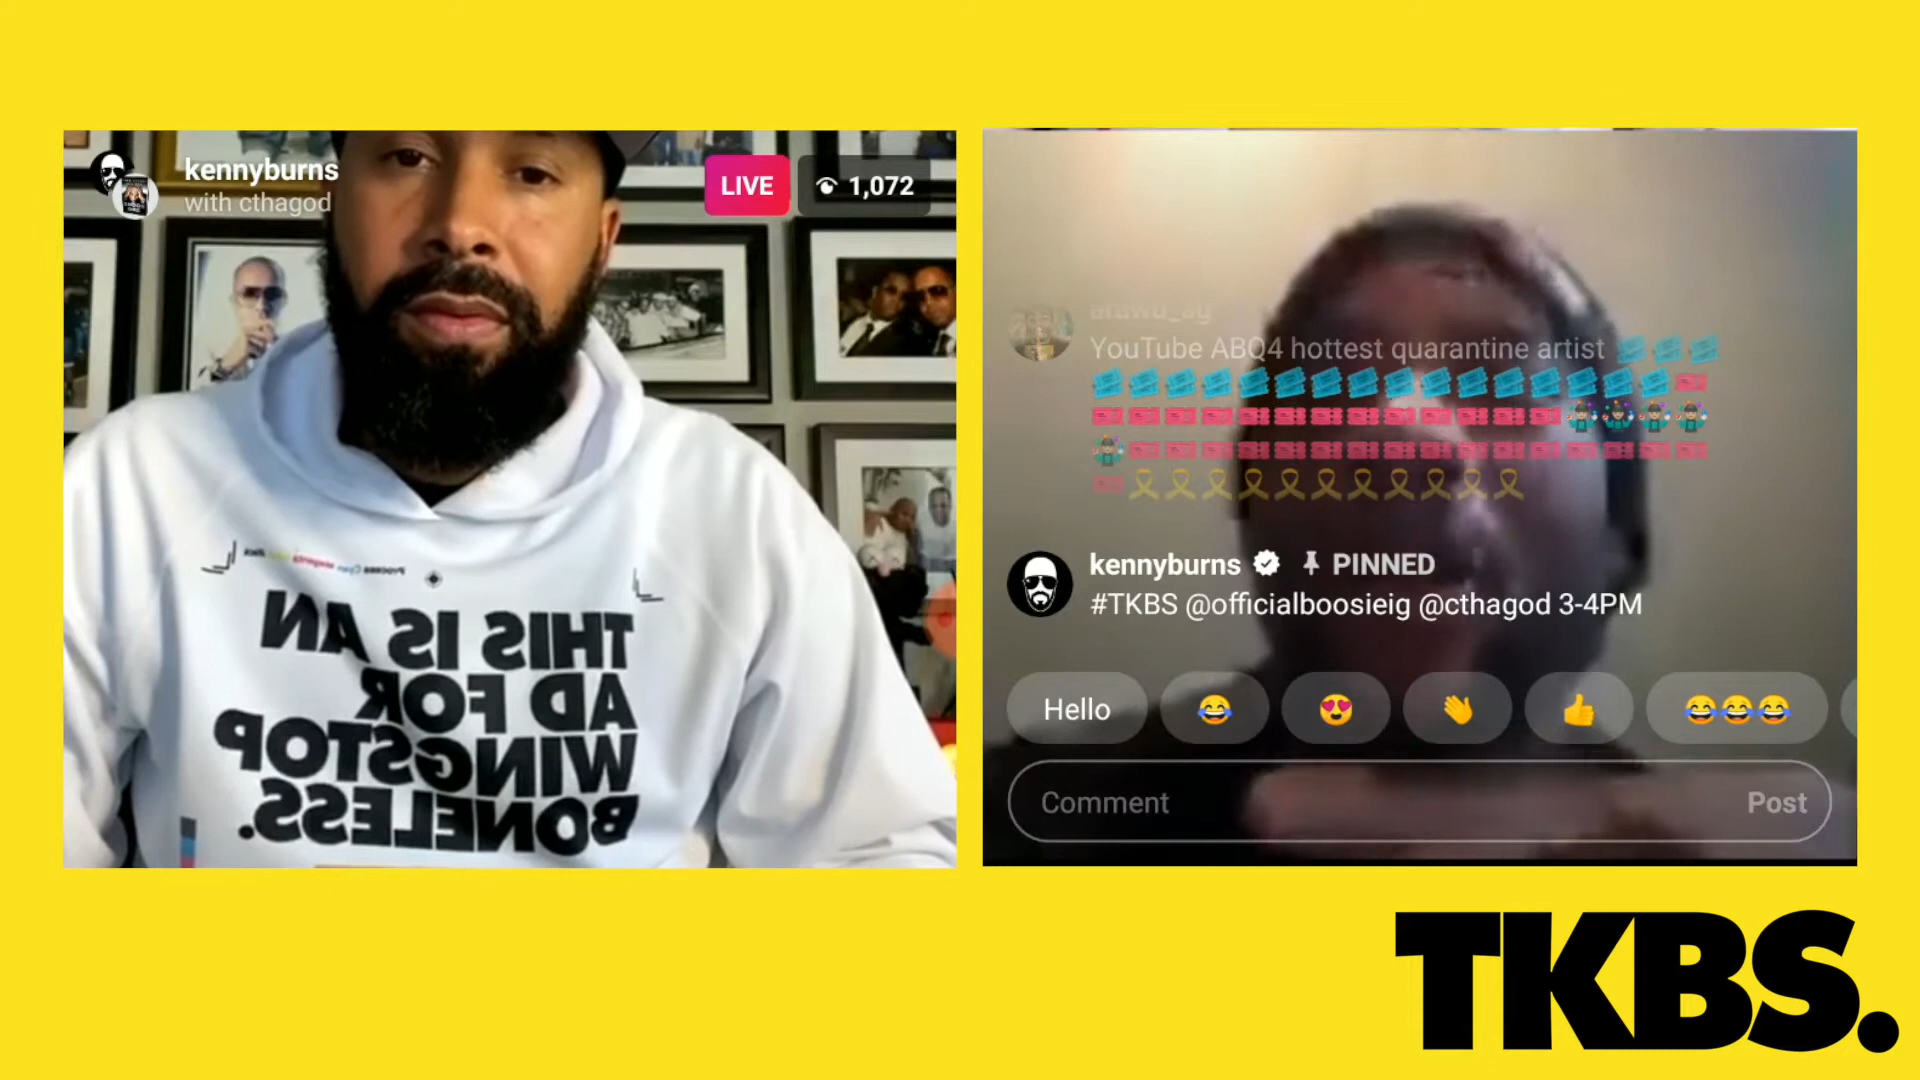 kennyburns
with cthagod
LIVE
1,072
THIS IS AN
AD FOR
WINGSTOP
BONELESS.
YouTube ABQ4 hottest quarantine artist
kennyburns PINNED
#TKBS @officialboosieig @cthagod 3-4PM
Hello
Comment
Post
TKBS.